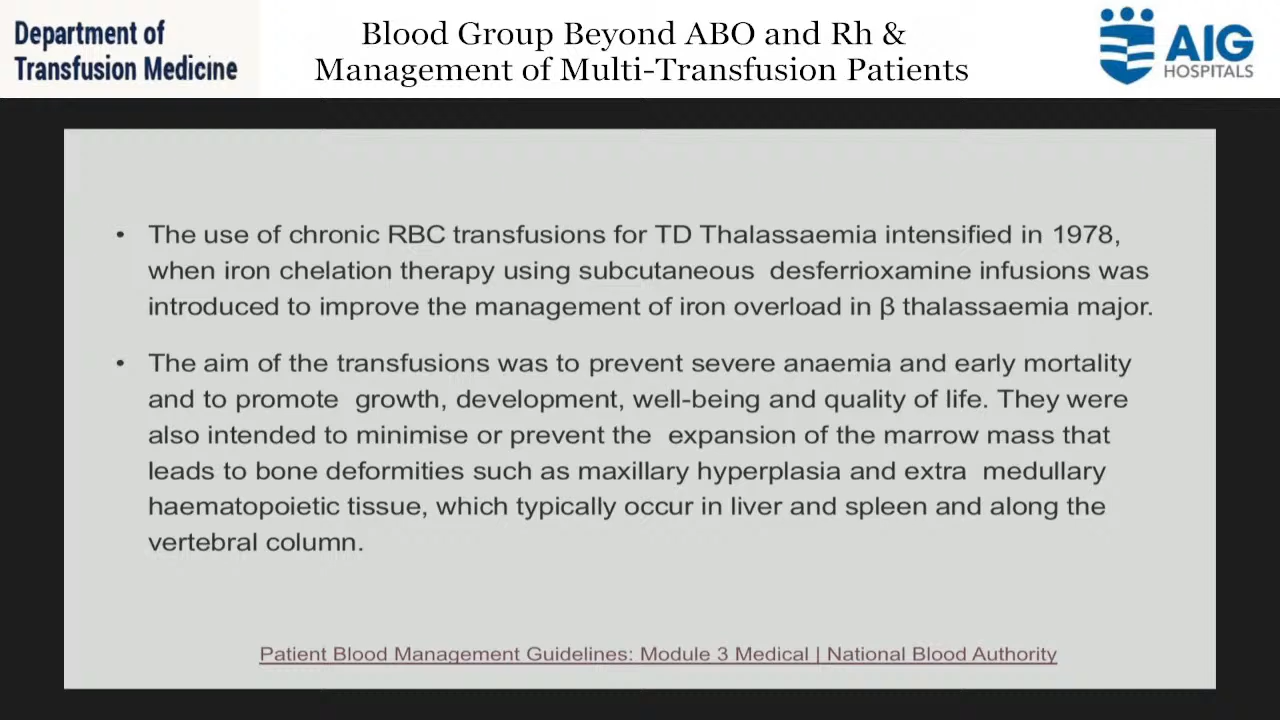 Department of
Transfusion Medicine
Blood Group Beyond ABO and Rh &
Management of Multi-Transfusion Patients
AIG
HOSPITALS
• The use of chronic RBC transfusions for TD Thalassaemia intensified in 1978,
when iron chelation therapy using subcutaneous desferrioxamine infusions was
introduced to improve the management of iron overload in β thalassaemia major.
• The aim of the transfusions was to prevent severe anaemia and early mortality
and to promote growth, development, well-being and quality of life. They were
also intended to minimise or prevent the expansion of the marrow mass that
leads to bone deformities such as maxillary hyperplasia and extra medullary
haematopoietic tissue, which typically occur in liver and spleen and along the
vertebral column.
Patient Blood Management Guidelines: Module 3 Medical | National Blood Authority